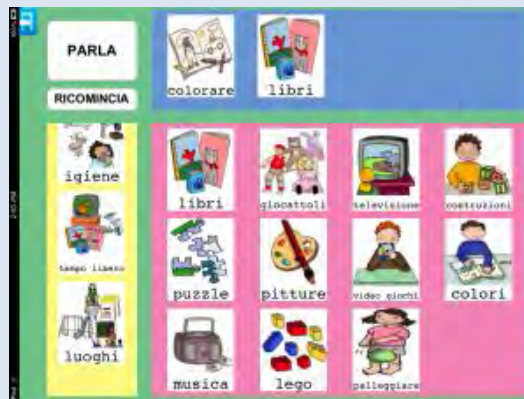 PARLA
colorare libri
RICOMINCIA
igiene
libri giocattoli televisione costruzioni
tempo libero
puzzle pitture video giochi colori
luoghi
musica lego palleggiare